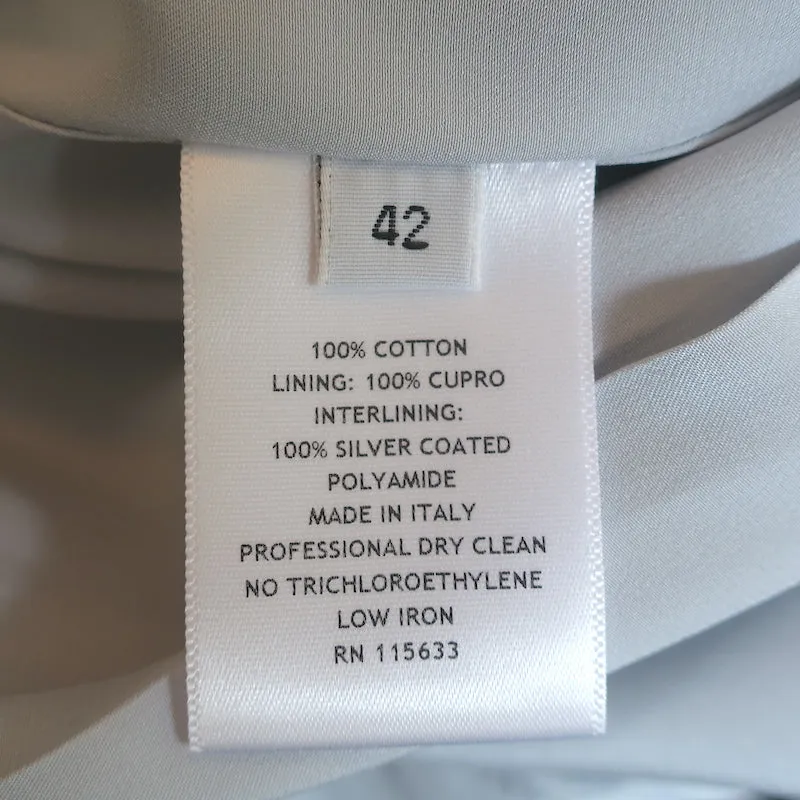 42
100% COTTON
LINING: 100% CUPRO
INTERLINING:
100% SILVER COATED
POLYAMIDE
MADE IN ITALY
PROFESSIONAL DRY CLEAN
NO TRICHLOROETHYLENE
LOW IRON
RN 115633